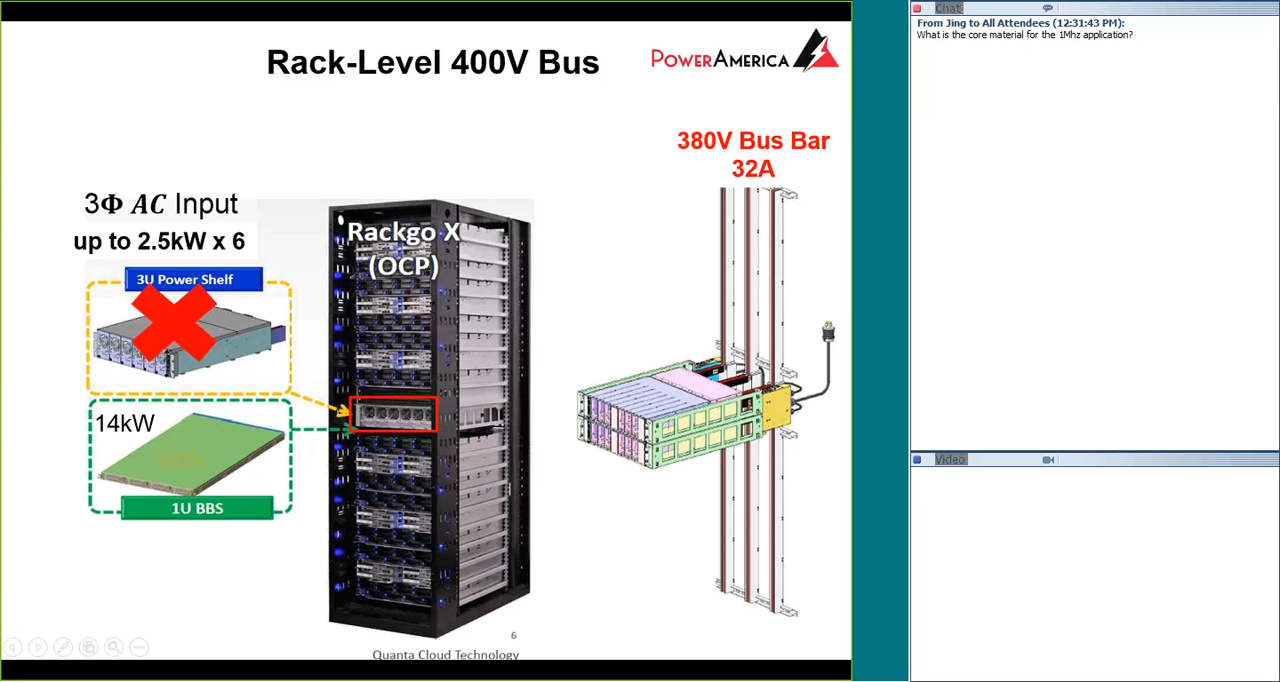 Rack-Level 400V Bus
POWERAMERICA
380V Bus Bar
32A
3Φ AC Input
up to 2.5kW x 6
3U Power Shelf
14kW
1U BBS
Rackgo X
(OCP)
6
Quanta Cloud Technology
Chat
From Jing to All Attendees (12:31:43 PM):
What is the core material for the 1Mhz application?
Video